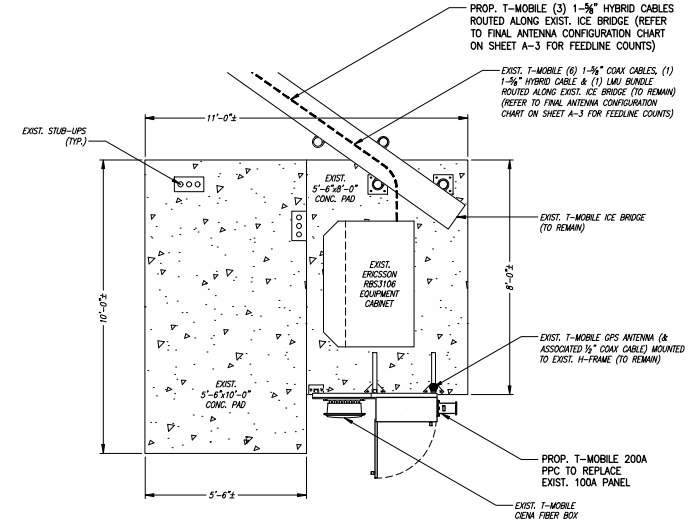 PROP. T-MOBILE (3) 1-⅝" HYBRID CABLES
ROUTED ALONG EXIST. ICE BRIDGE (REFER
TO FINAL ANTENNA CONFIGURATION CHART
ON SHEET A-3 FOR FEEDLINE COUNTS)
EXIST. T-MOBILE (6) 1-⅝" COAX CABLES, (1)
1-⅝" HYBRID CABLE & (1) LMU BUNDLE
ROUTED ALONG EXIST. ICE BRIDGE (TO REMAIN)
(REFER TO FINAL ANTENNA CONFIGURATION
CHART ON SHEET A-3 FOR FEEDLINE COUNTS)
11'-0"±
EXIST. STUB-UPS
(TYP.)
EXIST.
5'-6"x8'-0"
CONC. PAD
EXIST. T-MOBILE ICE BRIDGE
(TO REMAIN)
EXIST.
ERICSSON
RBS3106
EQUIPMENT
CABINET
8'-0"±
10'-0"±
EXIST. T-MOBILE GPS ANTENNA (&
ASSOCIATED ½" COAX CABLE) MOUNTED
TO EXIST. H-FRAME (TO REMAIN)
EXIST.
5'-6"x10'-0"
CONC. PAD
PROP. T-MOBILE 200A
PPC TO REPLACE
EXIST. 100A PANEL
5'-6"±
EXIST. T-MOBILE
CIENA FIBER BOX